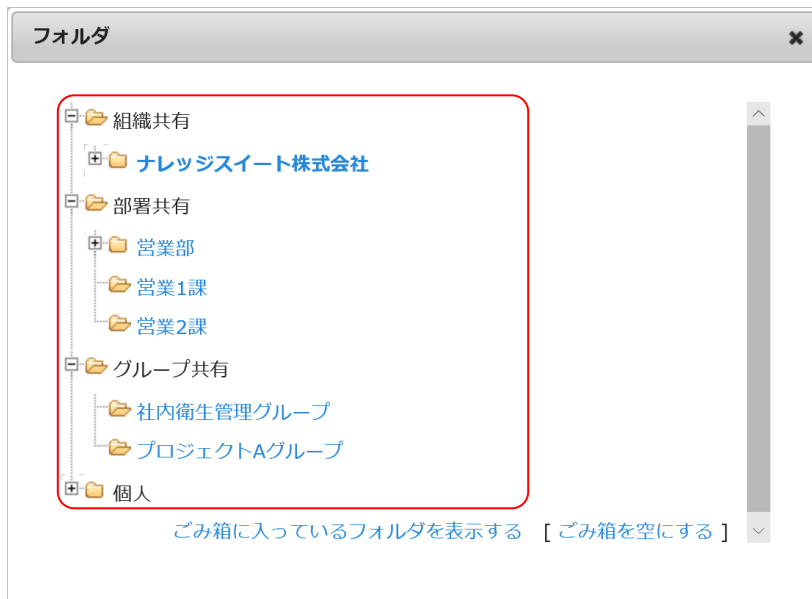 フォルダ
組織共有
ナレッジスイート株式会社
部署共有
営業部
営業1課
営業2課
グループ共有
社内衛生管理グループ
プロジェクトAグループ
個人
ごみ箱に入っているフォルダを表示する [ ごみ箱を空にする ]